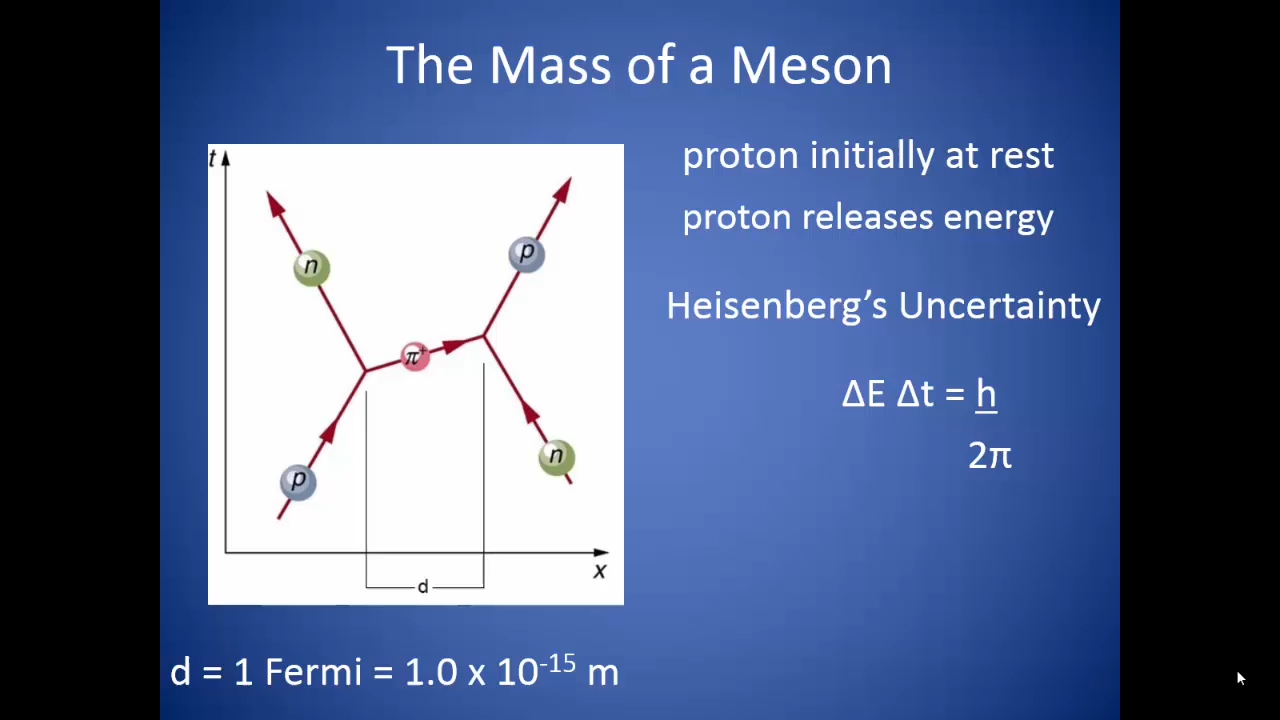 The Mass of a Meson
t
n
p
π+
p
n
x
d
proton initially at rest
proton releases energy
Heisenberg’s Uncertainty
ΔE Δt = h
2π
d = 1 Fermi = 1.0 x 10-15 m